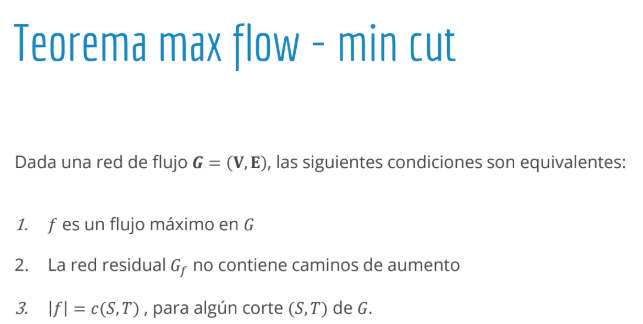 Teorema max flow - min cut
Dada una red de flujo G = (V, E), las siguientes condiciones son equivalentes:
1. f es un flujo máximo en G
2. La red residual G_f no contiene caminos de aumento
3. |f| = c(S, T) , para algún corte (S, T) de G.